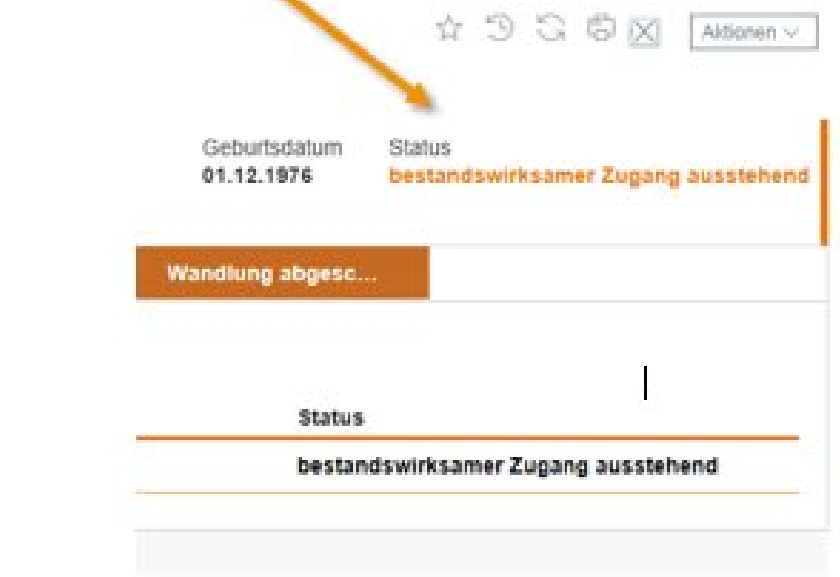 Aktionen
Geburtsdatum Status
01.12.1976 bestandswirksamer Zugang ausstehend
Wandlung abgesc...
Status
bestandswirksamer Zugang ausstehend